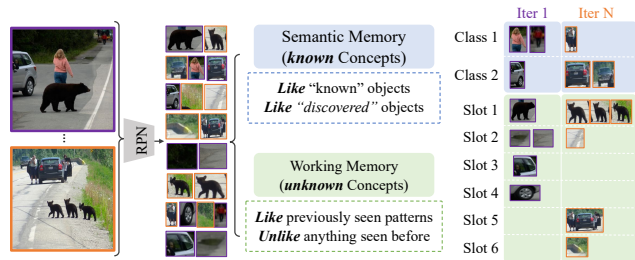 RPN
Semantic Memory
(known Concepts)
Like “known” objects
Like “discovered” objects
Working Memory
(unknown Concepts)
Like previously seen patterns
Unlike anything seen before
Iter 1 Iter N
Class 1
Class 2
Slot 1
Slot 2
Slot 3
Slot 4
Slot 5
Slot 6